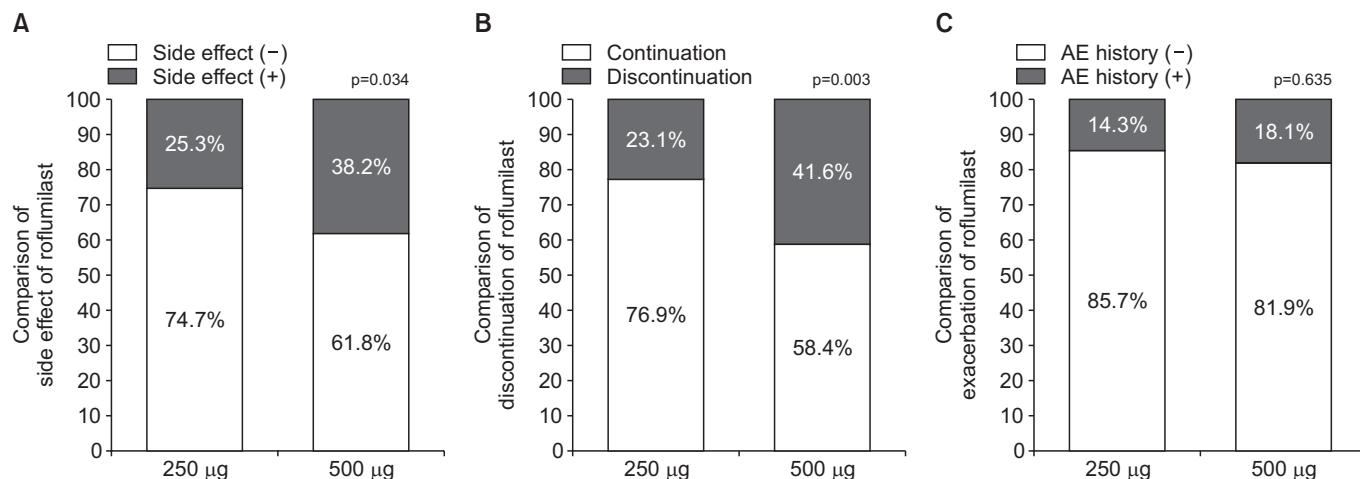 A
Side effect (−)
Side effect (+)
p=0.034
Comparison of
side effect of roflumilast
100
90
80
70
60
50
40
30
20
10
0
25.3%
38.2%
74.7%
61.8%
250 µg
500 µg
B
Continuation
Discontinuation
p=0.003
Comparison of
discontinuation of roflumilast
100
90
80
70
60
50
40
30
20
10
0
23.1%
41.6%
76.9%
58.4%
250 µg
500 µg
C
AE history (−)
AE history (+)
p=0.635
Comparison of
exacerbation of roflumilast
100
90
80
70
60
50
40
30
20
10
0
14.3%
18.1%
85.7%
81.9%
250 µg
500 µg